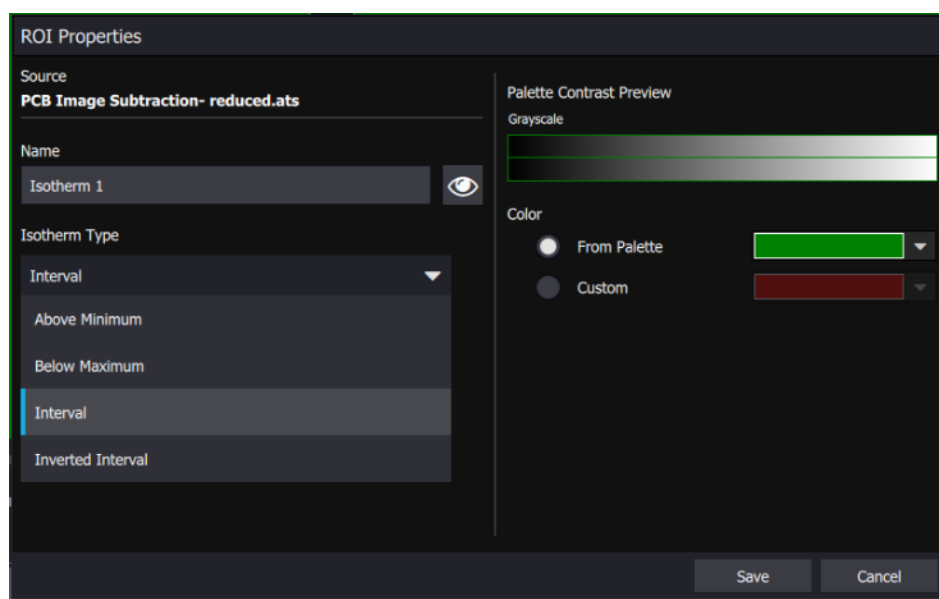 ROI Properties
Source
PCB Image Subtraction- reduced.ats
Name
Isotherm 1
Isotherm Type
Interval
Above Minimum
Below Maximum
Interval
Inverted Interval
Palette Contrast Preview
Grayscale
Color
From Palette
Custom
Save
Cancel